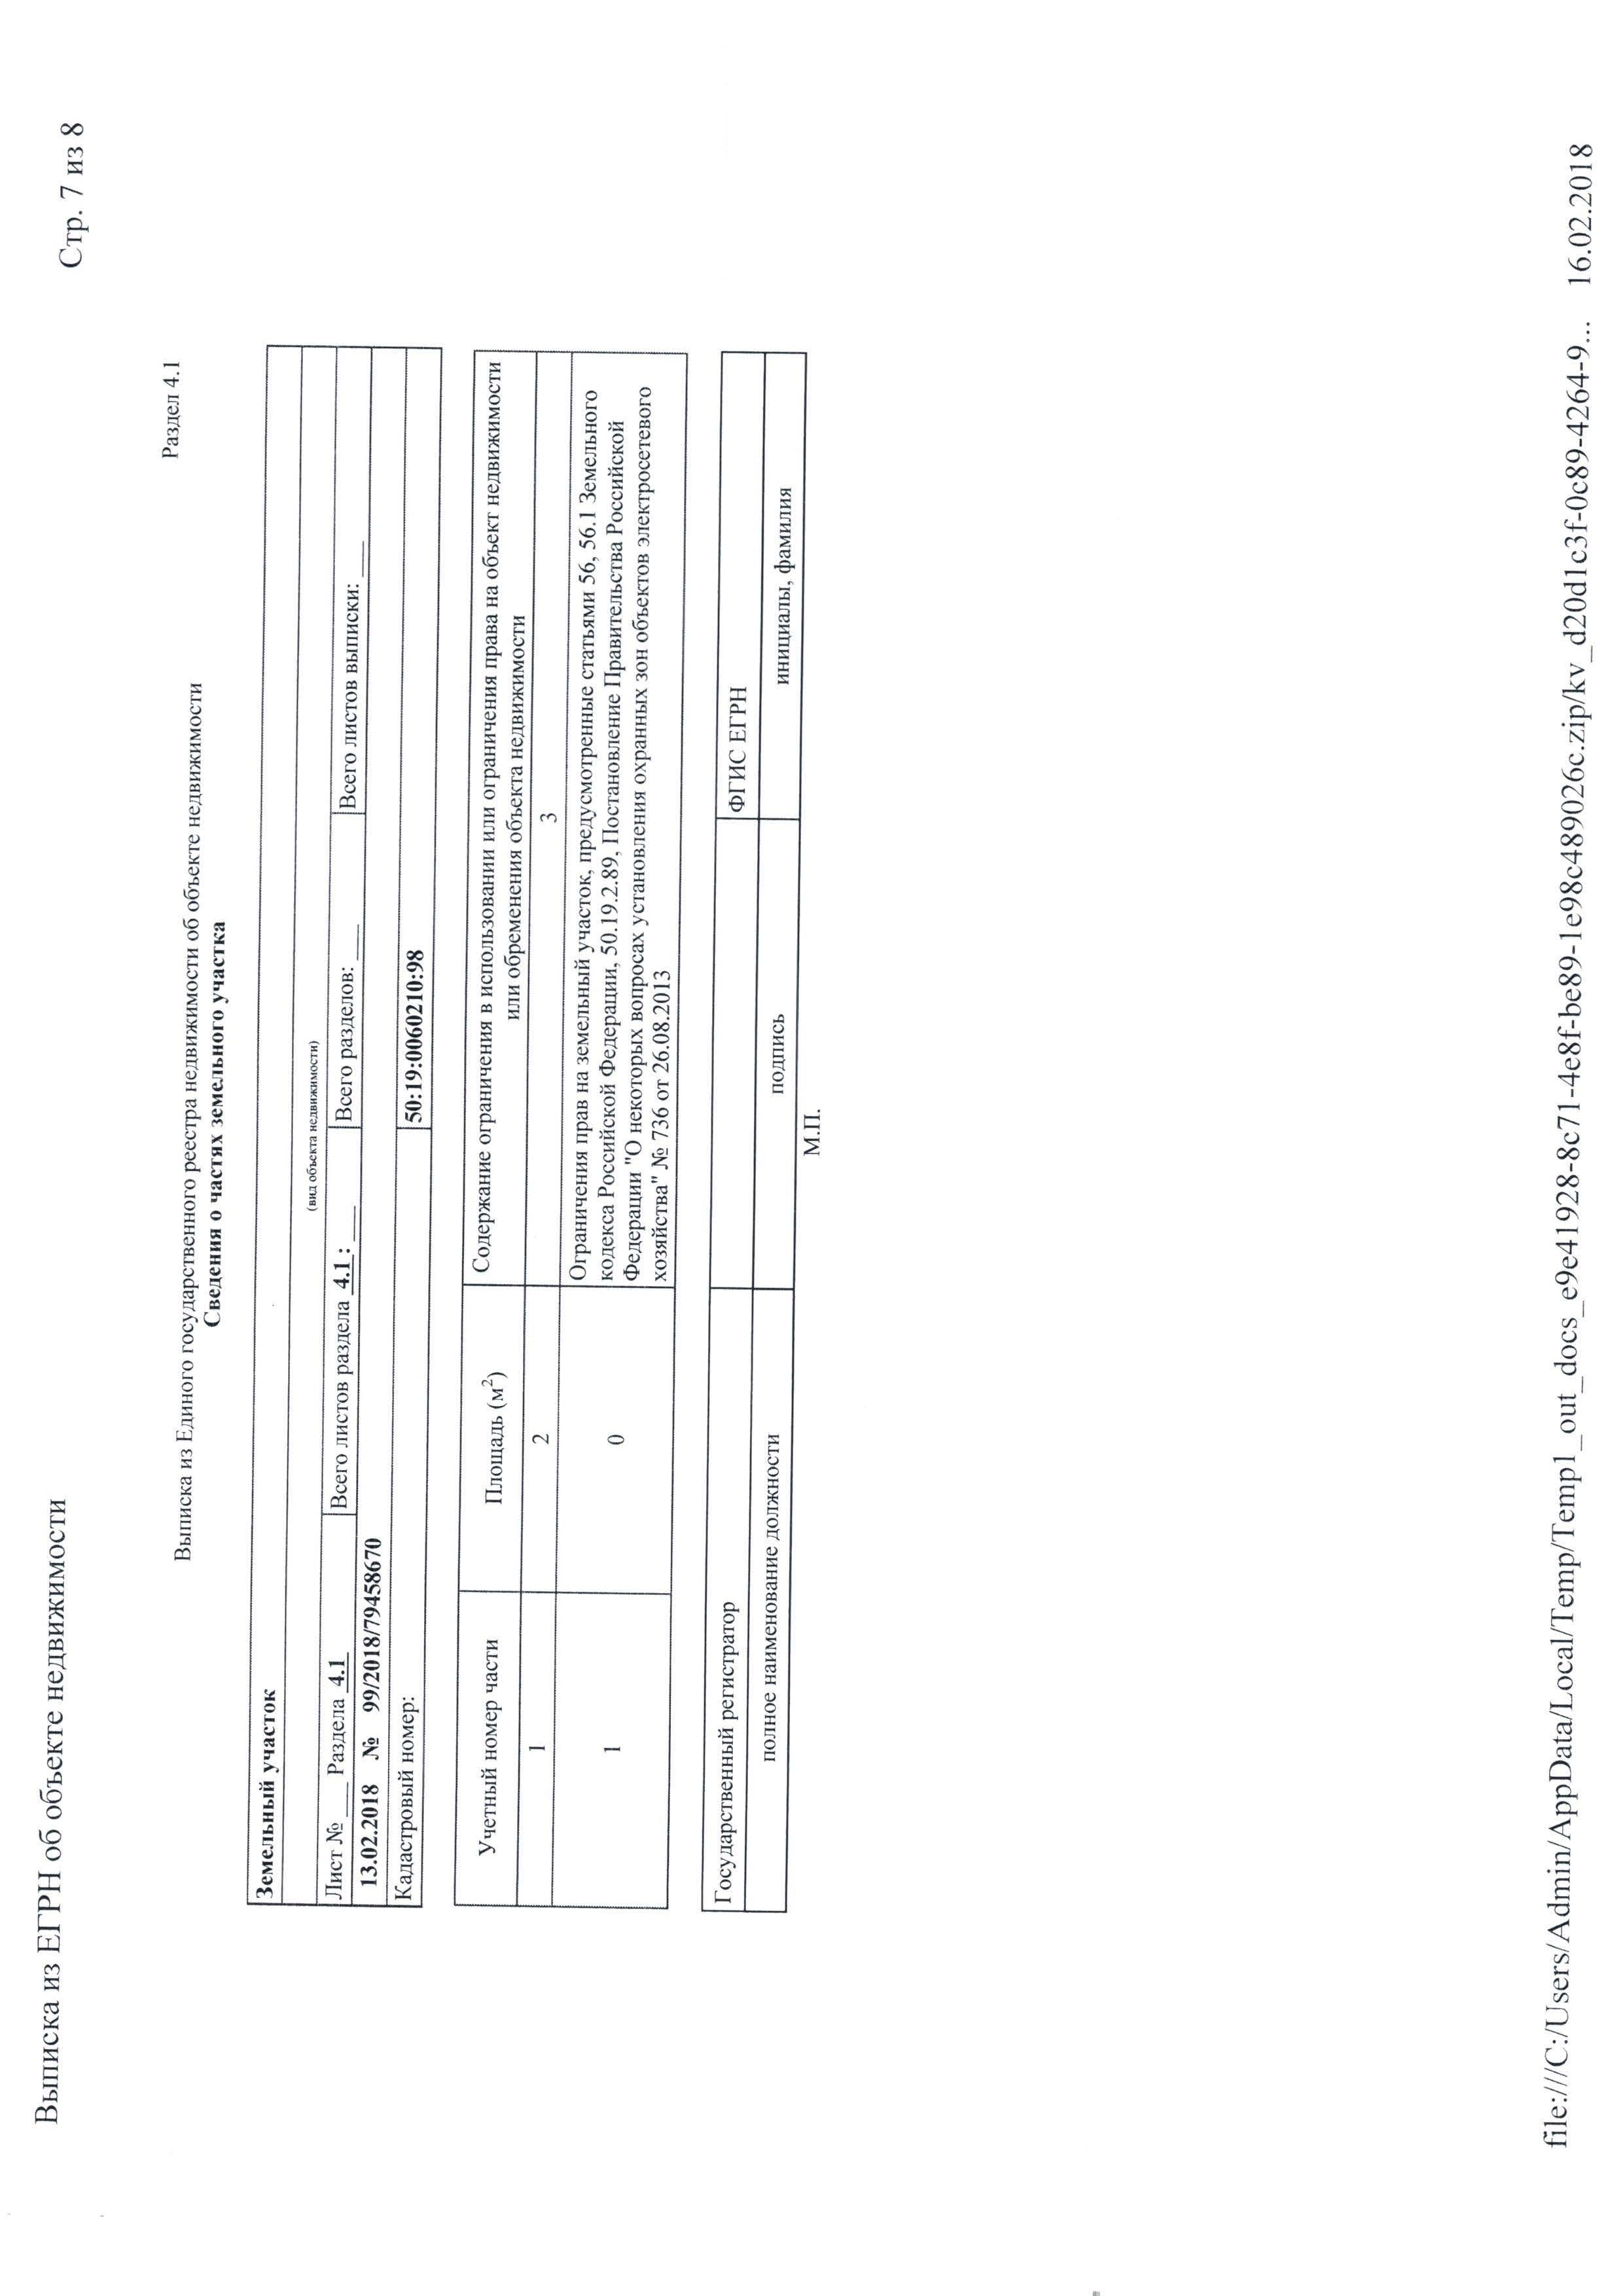 Выписка из ЕГРН об объекте недвижимости
Стр. 7 из 8
Раздел 4.1
Выписка из Единого государственного реестра недвижимости об объекте недвижимости
Сведения о частях земельного участка
Земельный участок
(вид объекта недвижимости)
Лист № ___ Раздела 4.1
Всего листов раздела 4.1 : ___
Всего разделов: ___
Всего листов выписки: ___
13.02.2018 № 99/2018/79458670
Кадастровый номер:
50:19:0060210:98
Учетный номер части
Площадь (м²)
Содержание ограничения в использовании или ограничения права на объект недвижимости
или обременения объекта недвижимости
1
2
3
1
0
Ограничения прав на земельный участок, предусмотренные статьями 56, 56.1 Земельного
кодекса Российской Федерации, 50.19.2.89, Постановление Правительства Российской
Федерации "О некоторых вопросах установления охранных зон объектов электросетевого
хозяйства" № 736 от 26.08.2013
Государственный регистратор
ФГИС ЕГРН
полное наименование должности
подпись
инициалы, фамилия
М.П.
file:///C:/Users/Admin/AppData/Local/Temp/Temp1_out_docs_e9e41928-8c71-4e8f-be89-1e98c489026c.zip/kv_d20d1c3f-0c89-4264-9...
16.02.2018